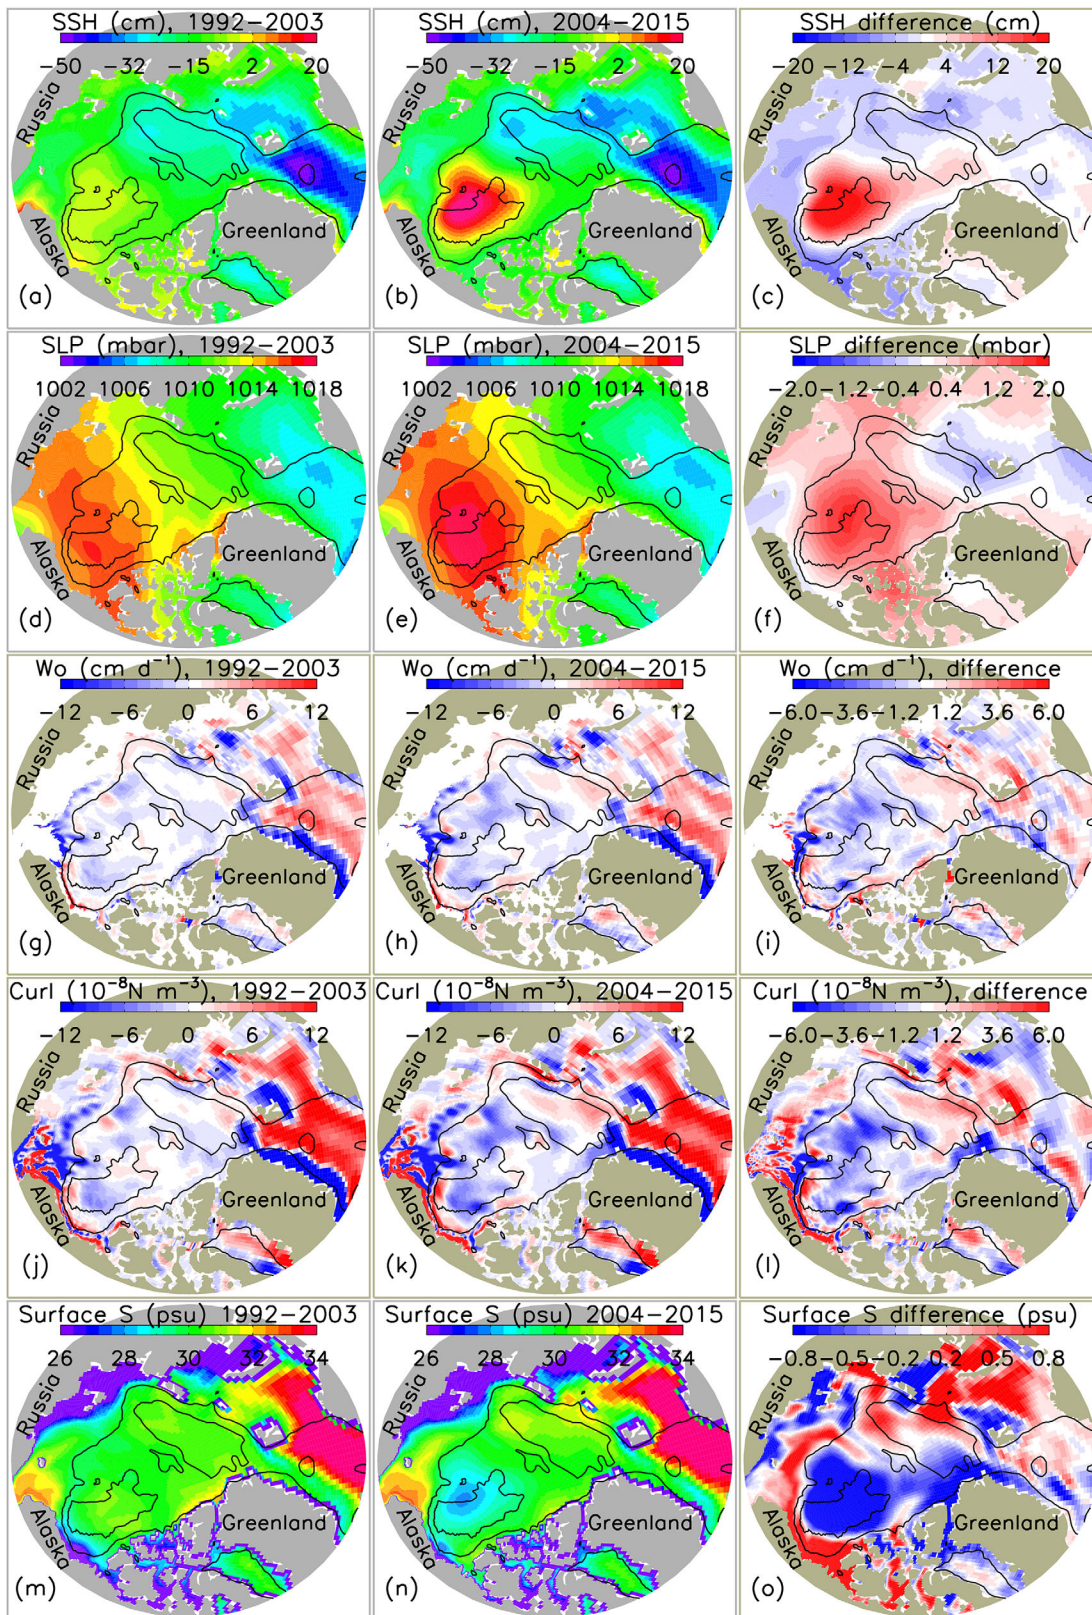 SSH (cm), 1992−2003
−50 −32 −15 2 20
Russia
Alaska
Greenland
(a)
SSH (cm), 2004−2015
−50 −32 −15 2 20
Russia
Alaska
Greenland
(b)
SSH difference (cm)
−20 −12 −4 4 12 20
Russia
Alaska
Greenland
(c)
SLP (mbar), 1992−2003
1002 1006 1010 1014 1018
Russia
Alaska
Greenland
(d)
SLP (mbar), 2004−2015
1002 1006 1010 1014 1018
Russia
Alaska
Greenland
(e)
SLP difference (mbar)
−2.0 −1.2 −0.4 0.4 1.2 2.0
Russia
Alaska
Greenland
(f)
Wo (cm d⁻¹), 1992−2003
−12 −6 0 6 12
Russia
Alaska
Greenland
(g)
Wo (cm d⁻¹), 2004−2015
−12 −6 0 6 12
Russia
Alaska
Greenland
(h)
Wo (cm d⁻¹), difference
−6.0 −3.6 −1.2 1.2 3.6 6.0
Russia
Alaska
Greenland
(i)
Curl (10⁻⁸N m⁻³), 1992−2003
−12 −6 0 6 12
Russia
Alaska
Greenland
(j)
Curl (10⁻⁸N m⁻³), 2004−2015
−12 −6 0 6 12
Russia
Alaska
Greenland
(k)
Curl (10⁻⁸N m⁻³), difference
−6.0 −3.6 −1.2 1.2 3.6 6.0
Russia
Alaska
Greenland
(l)
Surface S (psu) 1992−2003
26 28 30 32 34
Russia
Alaska
Greenland
(m)
Surface S (psu) 2004−2015
26 28 30 32 34
Russia
Alaska
Greenland
(n)
Surface S difference (psu)
−0.8 −0.5 −0.2 0.2 0.5 0.8
Russia
Alaska
Greenland
(o)